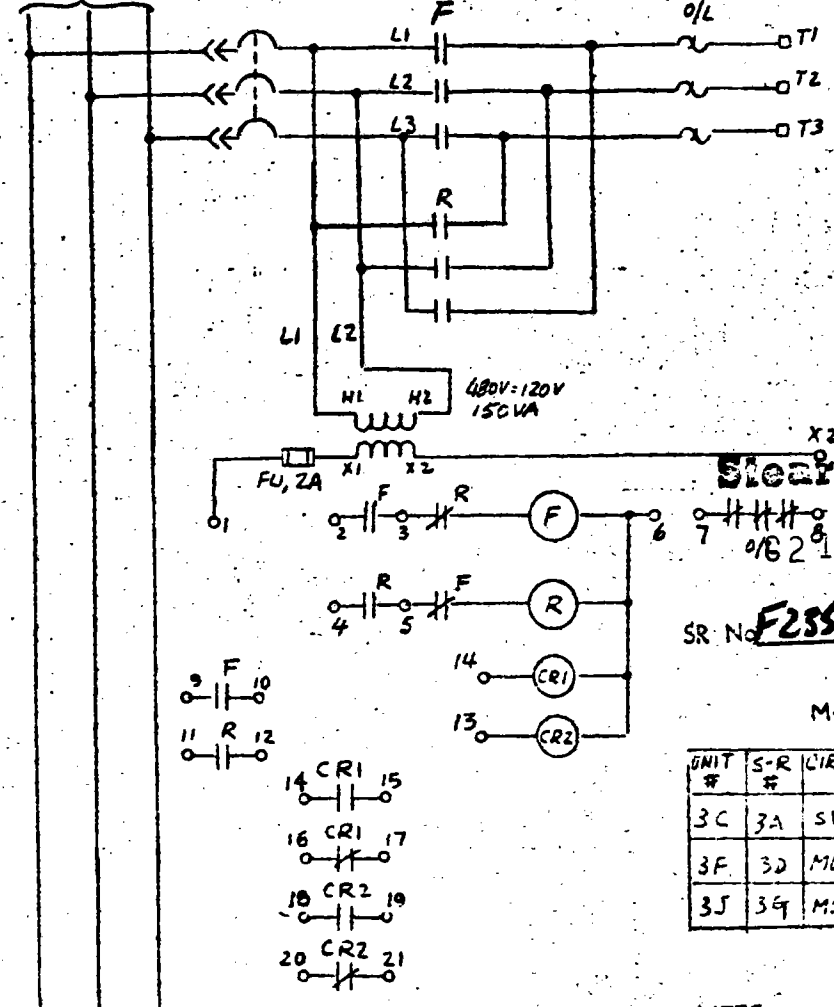 F
O/L
L1
T1
L2
T2
L3
T3
R
L1 L2
H1 H2
480V:120V
150VA
X1 X2
X2
FU, 2A
1
F R
2 3 F 6 7 8
O/L
R F
4 5 R
SR No F235
14 CR1
13 CR2
9 F 10
11 R 12
UNIT # S-R #
3C 3A
3F 3D
3J 3G
14 CR1 15
16 CR1 17
18 CR2 19
20 CR2 21